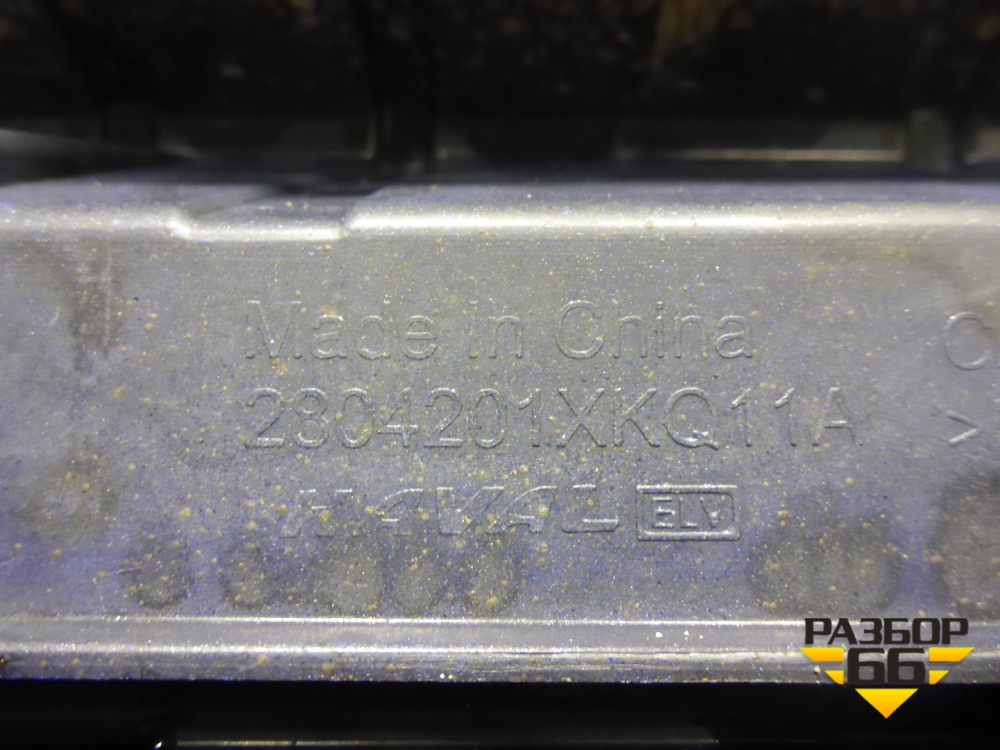 Made in China
2804201XKQ11A
HAVAL ELV
C
>
РАЗБОР
66